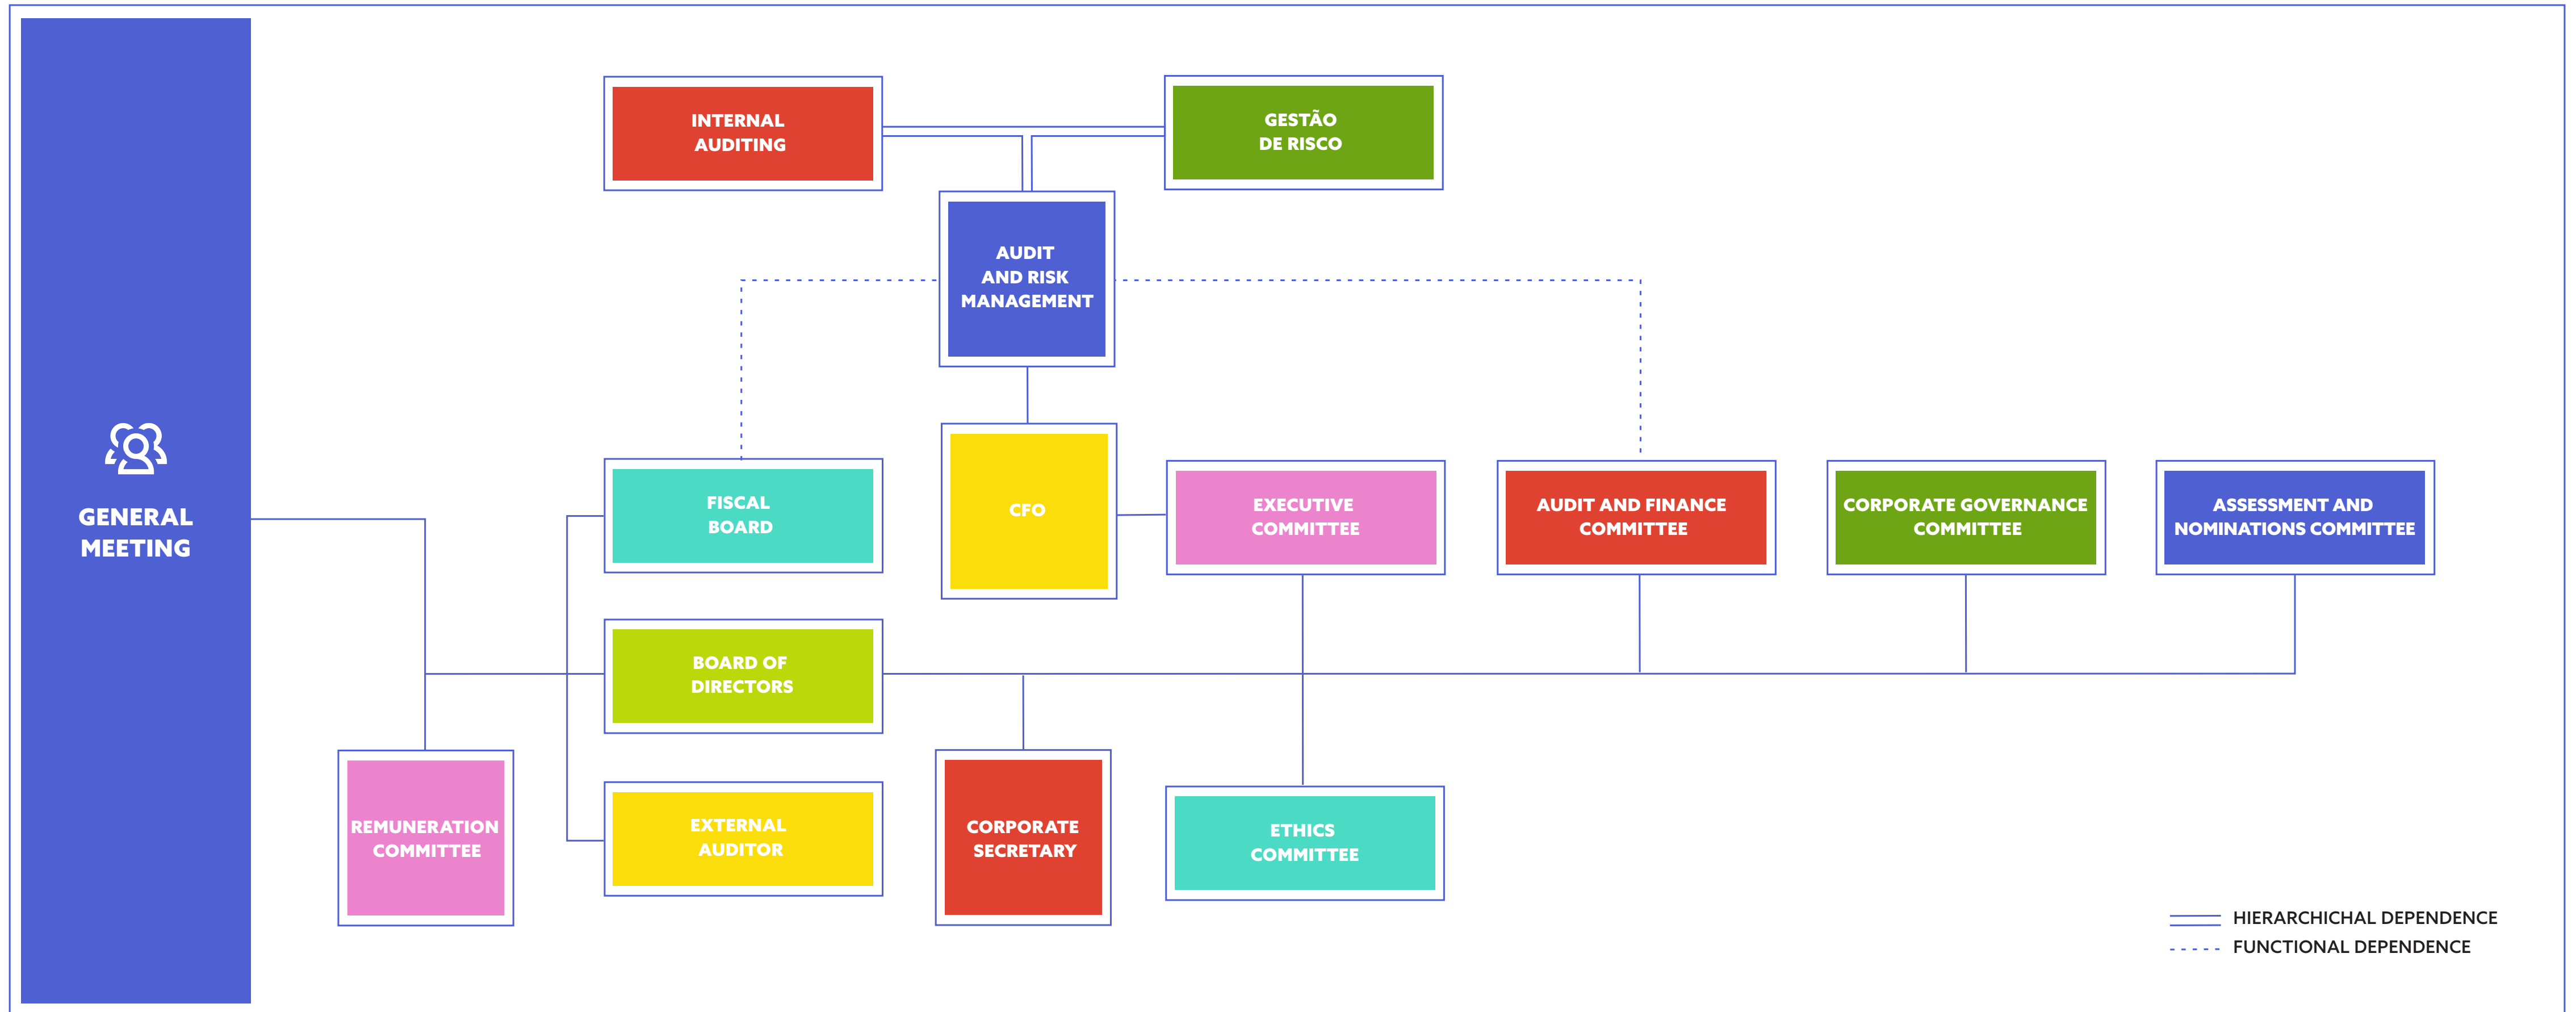 GENERAL
MEETING
INTERNAL
AUDITING
GESTÃO
DE RISCO
AUDIT
AND RISK
MANAGEMENT
FISCAL
BOARD
CFO
EXECUTIVE
COMMITTEE
AUDIT AND FINANCE
COMMITTEE
CORPORATE GOVERNANCE
COMMITTEE
ASSESSMENT AND
NOMINATIONS COMMITTEE
BOARD OF
DIRECTORS
REMUNERATION
COMMITTEE
EXTERNAL
AUDITOR
CORPORATE
SECRETARY
ETHICS
COMMITTEE
HIERARCHICHAL DEPENDENCE
FUNCTIONAL DEPENDENCE